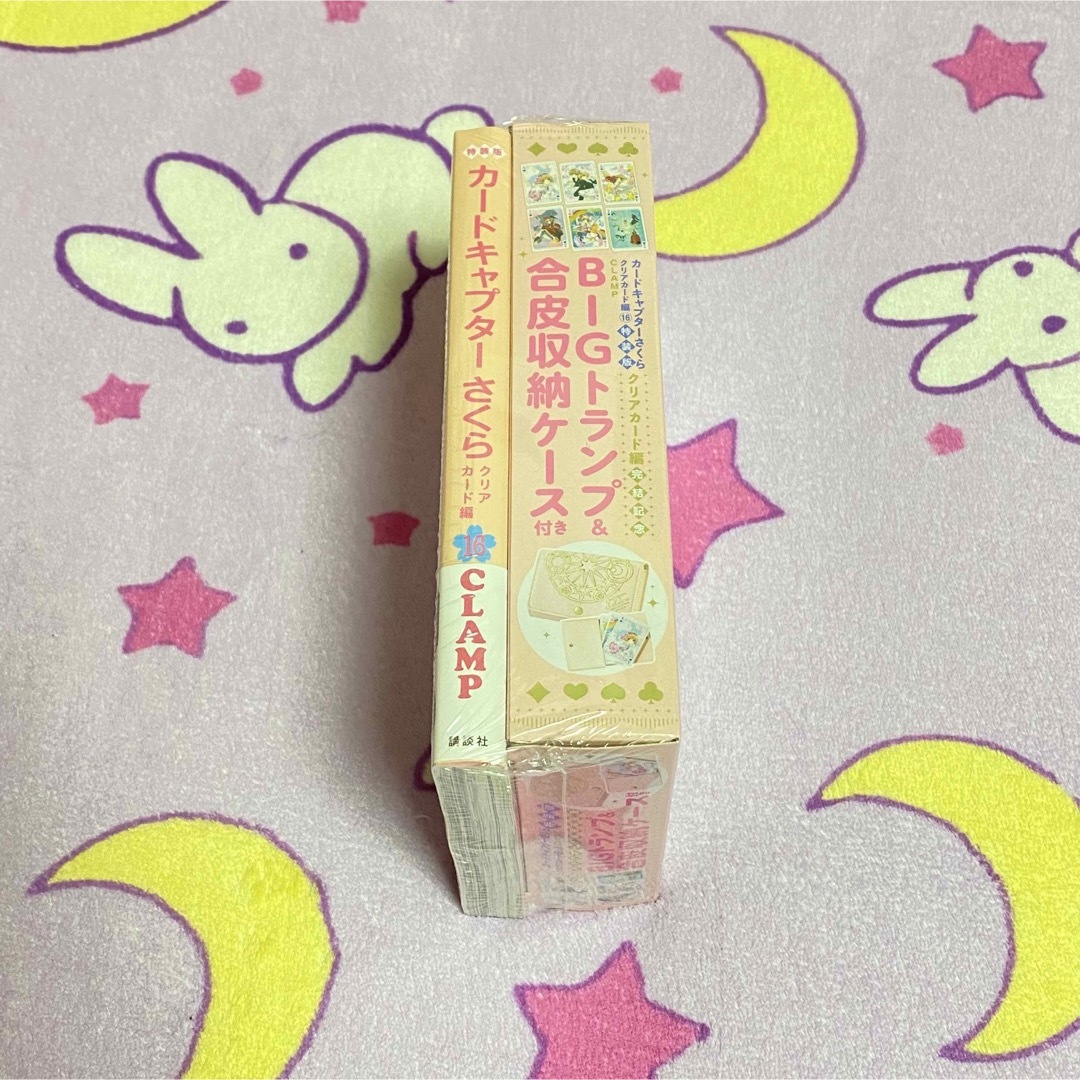 特装版
カードキャプターさくら
クリア
カード編
16
CLAMP
講談社
カードキャプターさくら
クリアカード編⑯特装版
CLAMP
クリアカード編完結記念
BIGトランプ&
合皮収納ケース付き